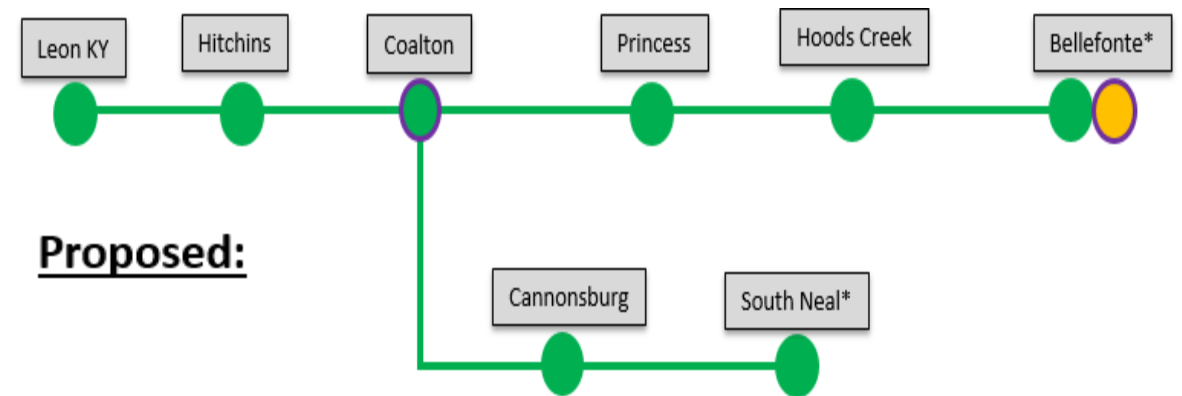 Leon KY
Hitchins
Coalton
Princess
Hoods Creek
Bellefonte*
Proposed:
Cannonsburg
South Neal*